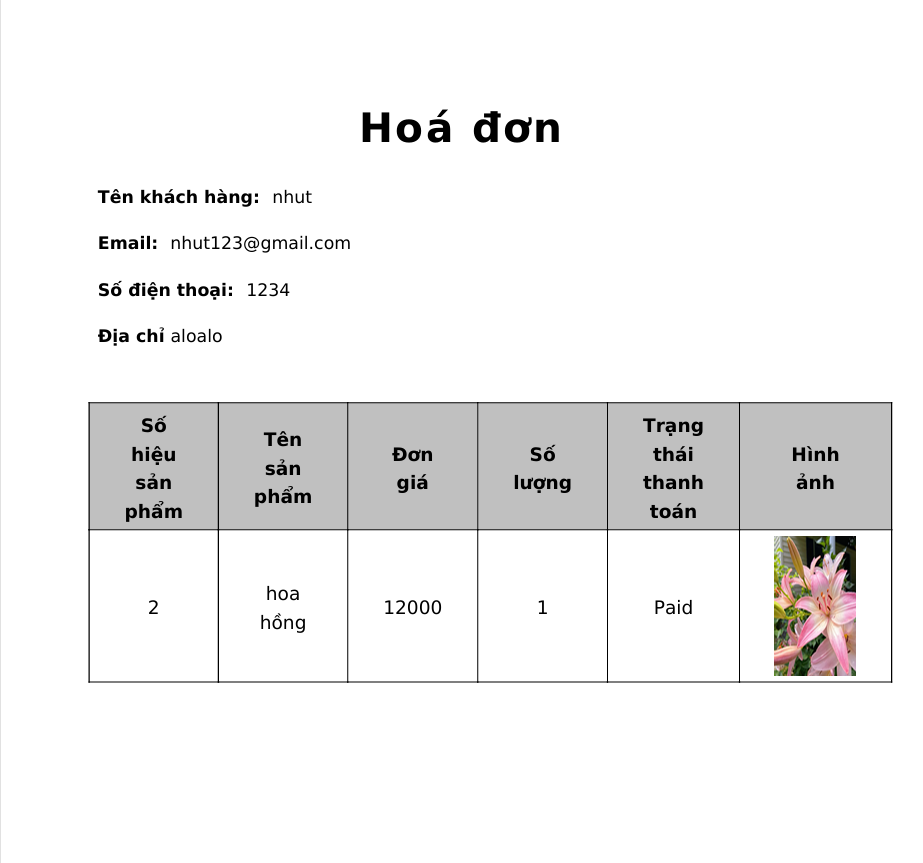 Hoá đơn
Tên khách hàng: nhut
Email: nhut123@gmail.com
Số điện thoại: 1234
Địa chỉ aloalo
Số
hiệu
sản
phẩm
Tên
sản
phẩm
Đơn
giá
Số
lượng
Trạng
thái
thanh
toán
Hình
ảnh
2
hoa
hồng
12000
1
Paid